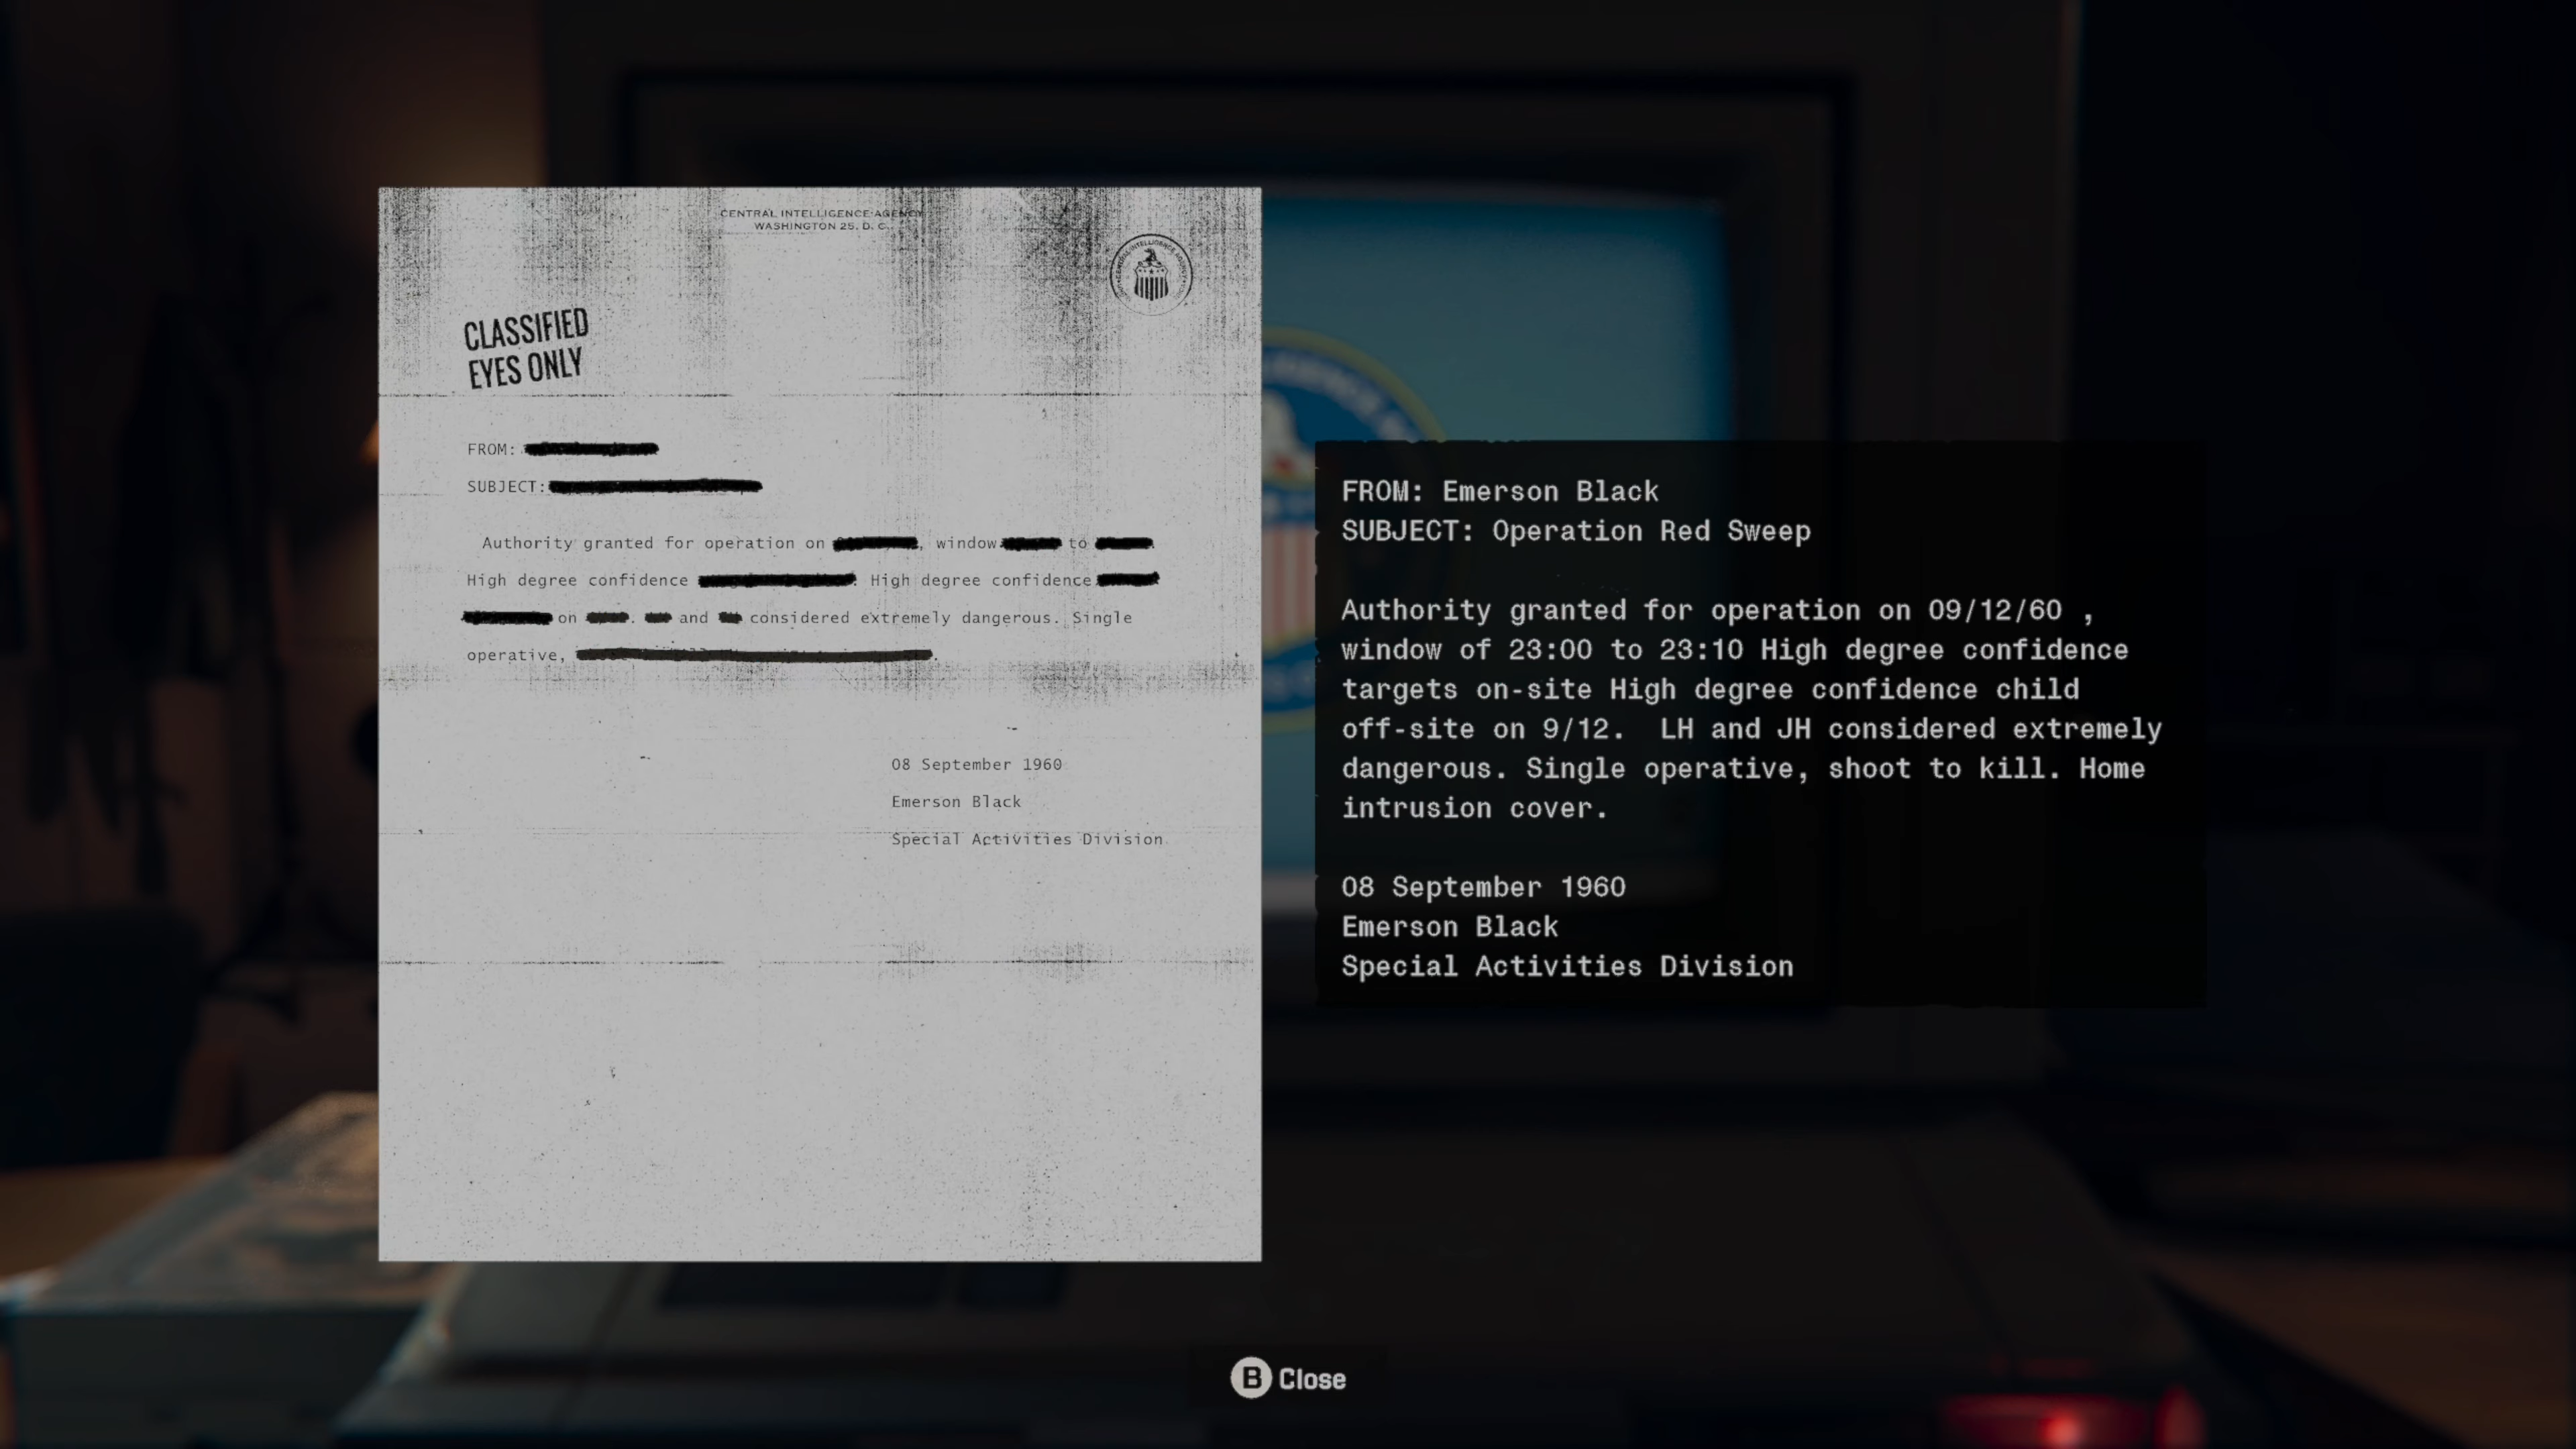 CENTRAL INTELLIGENCE AGENCY
WASHINGTON 25, D. C.
CENTRAL INTELLIGENCE AGENCY
CLASSIFIED
EYES ONLY
FROM:
SUBJECT:
Authority granted for operation on , window to .
High degree confidence . High degree confidence
on . and considered extremely dangerous. Single
operative, .
08 September 1960
Emerson Black
Special Activities Division
FROM: Emerson Black
SUBJECT: Operation Red Sweep
Authority granted for operation on 09/12/60 ,
window of 23:00 to 23:10 High degree confidence
targets on-site High degree confidence child
off-site on 9/12. LH and JH considered extremely
dangerous. Single operative, shoot to kill. Home
intrusion cover.
08 September 1960
Emerson Black
Special Activities Division
B Close